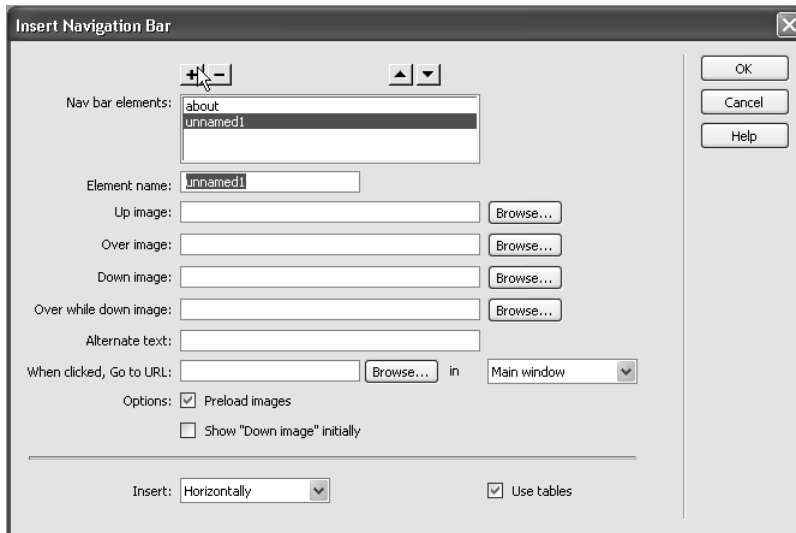 Insert Navigation Bar
OK
Nav bar elements: about Cancel
unnamed1
Help
Element name: unnamed1
Up image: Browse...
Over image: Browse...
Down image: Browse...
Over while down image: Browse...
Alternate text:
When clicked, Go to URL: Browse... in Main window
Options: Preload images
Show "Down image" initially
Insert: Horizontally Use tables